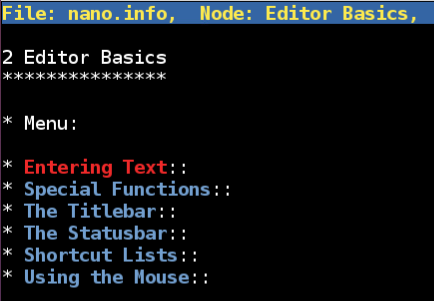 File: nano.info,  Node: Editor Basics,
2 Editor Basics
***************
* Menu:
* Entering Text::
* Special Functions::
* The Titlebar::
* The Statusbar::
* Shortcut Lists::
* Using the Mouse::